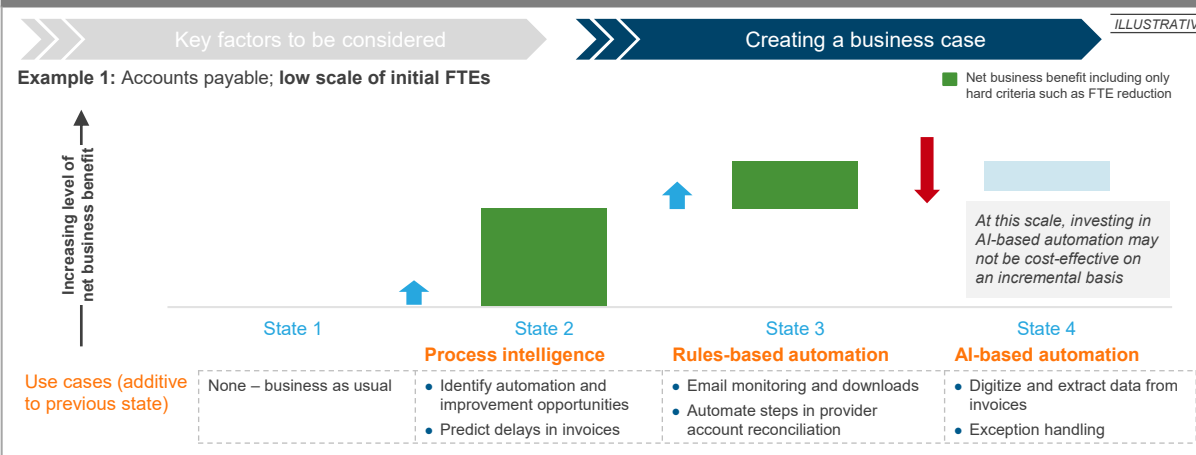 Key factors to be considered
Creating a business case
ILLUSTRATIV
Example 1: Accounts payable; low scale of initial FTEs
Net business benefit including only
hard criteria such as FTE reduction
Increasing level of
net business benefit
At this scale, investing in
AI-based automation may
not be cost-effective on
an incremental basis
State 1
State 2
State 3
State 4
Process intelligence
Rules-based automation
AI-based automation
Use cases (additive
to previous state)
None – business as usual
● Identify automation and
improvement opportunities
● Predict delays in invoices
● Email monitoring and downloads
● Automate steps in provider
account reconciliation
● Digitize and extract data from
invoices
● Exception handling